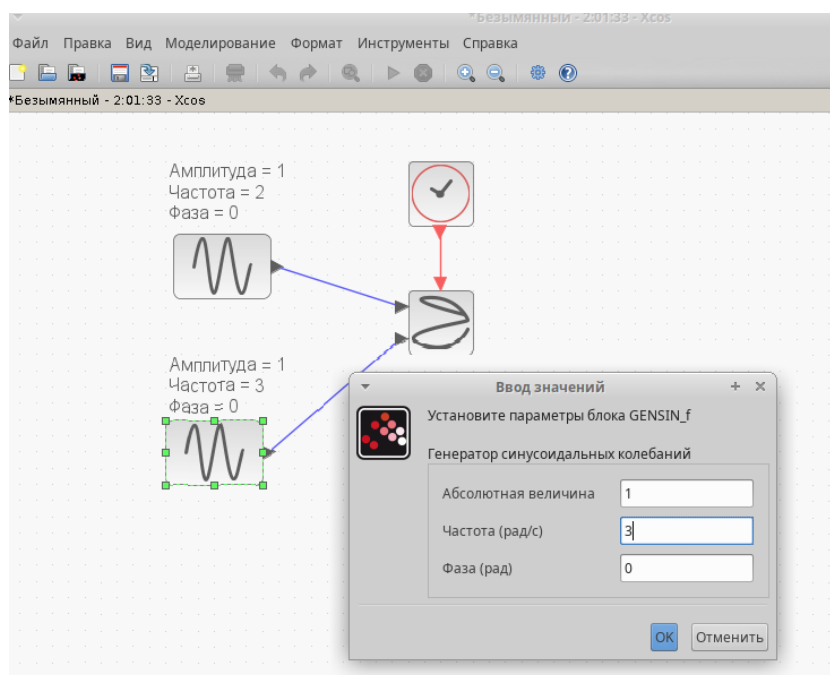 *Безымянный - 2:01:33 - Xcos
Файл Правка Вид Моделирование Формат Инструменты Справка
*Безымянный - 2:01:33 - Xcos
Амплитуда = 1
Частота = 2
Фаза = 0
Амплитуда = 1
Частота = 3
Фаза = 0
Ввод значений
Установите параметры блока GENSIN_f
Генератор синусоидальных колебаний
Абсолютная величина 1
Частота (рад/с) 3
Фаза (рад) 0
OK Отменить